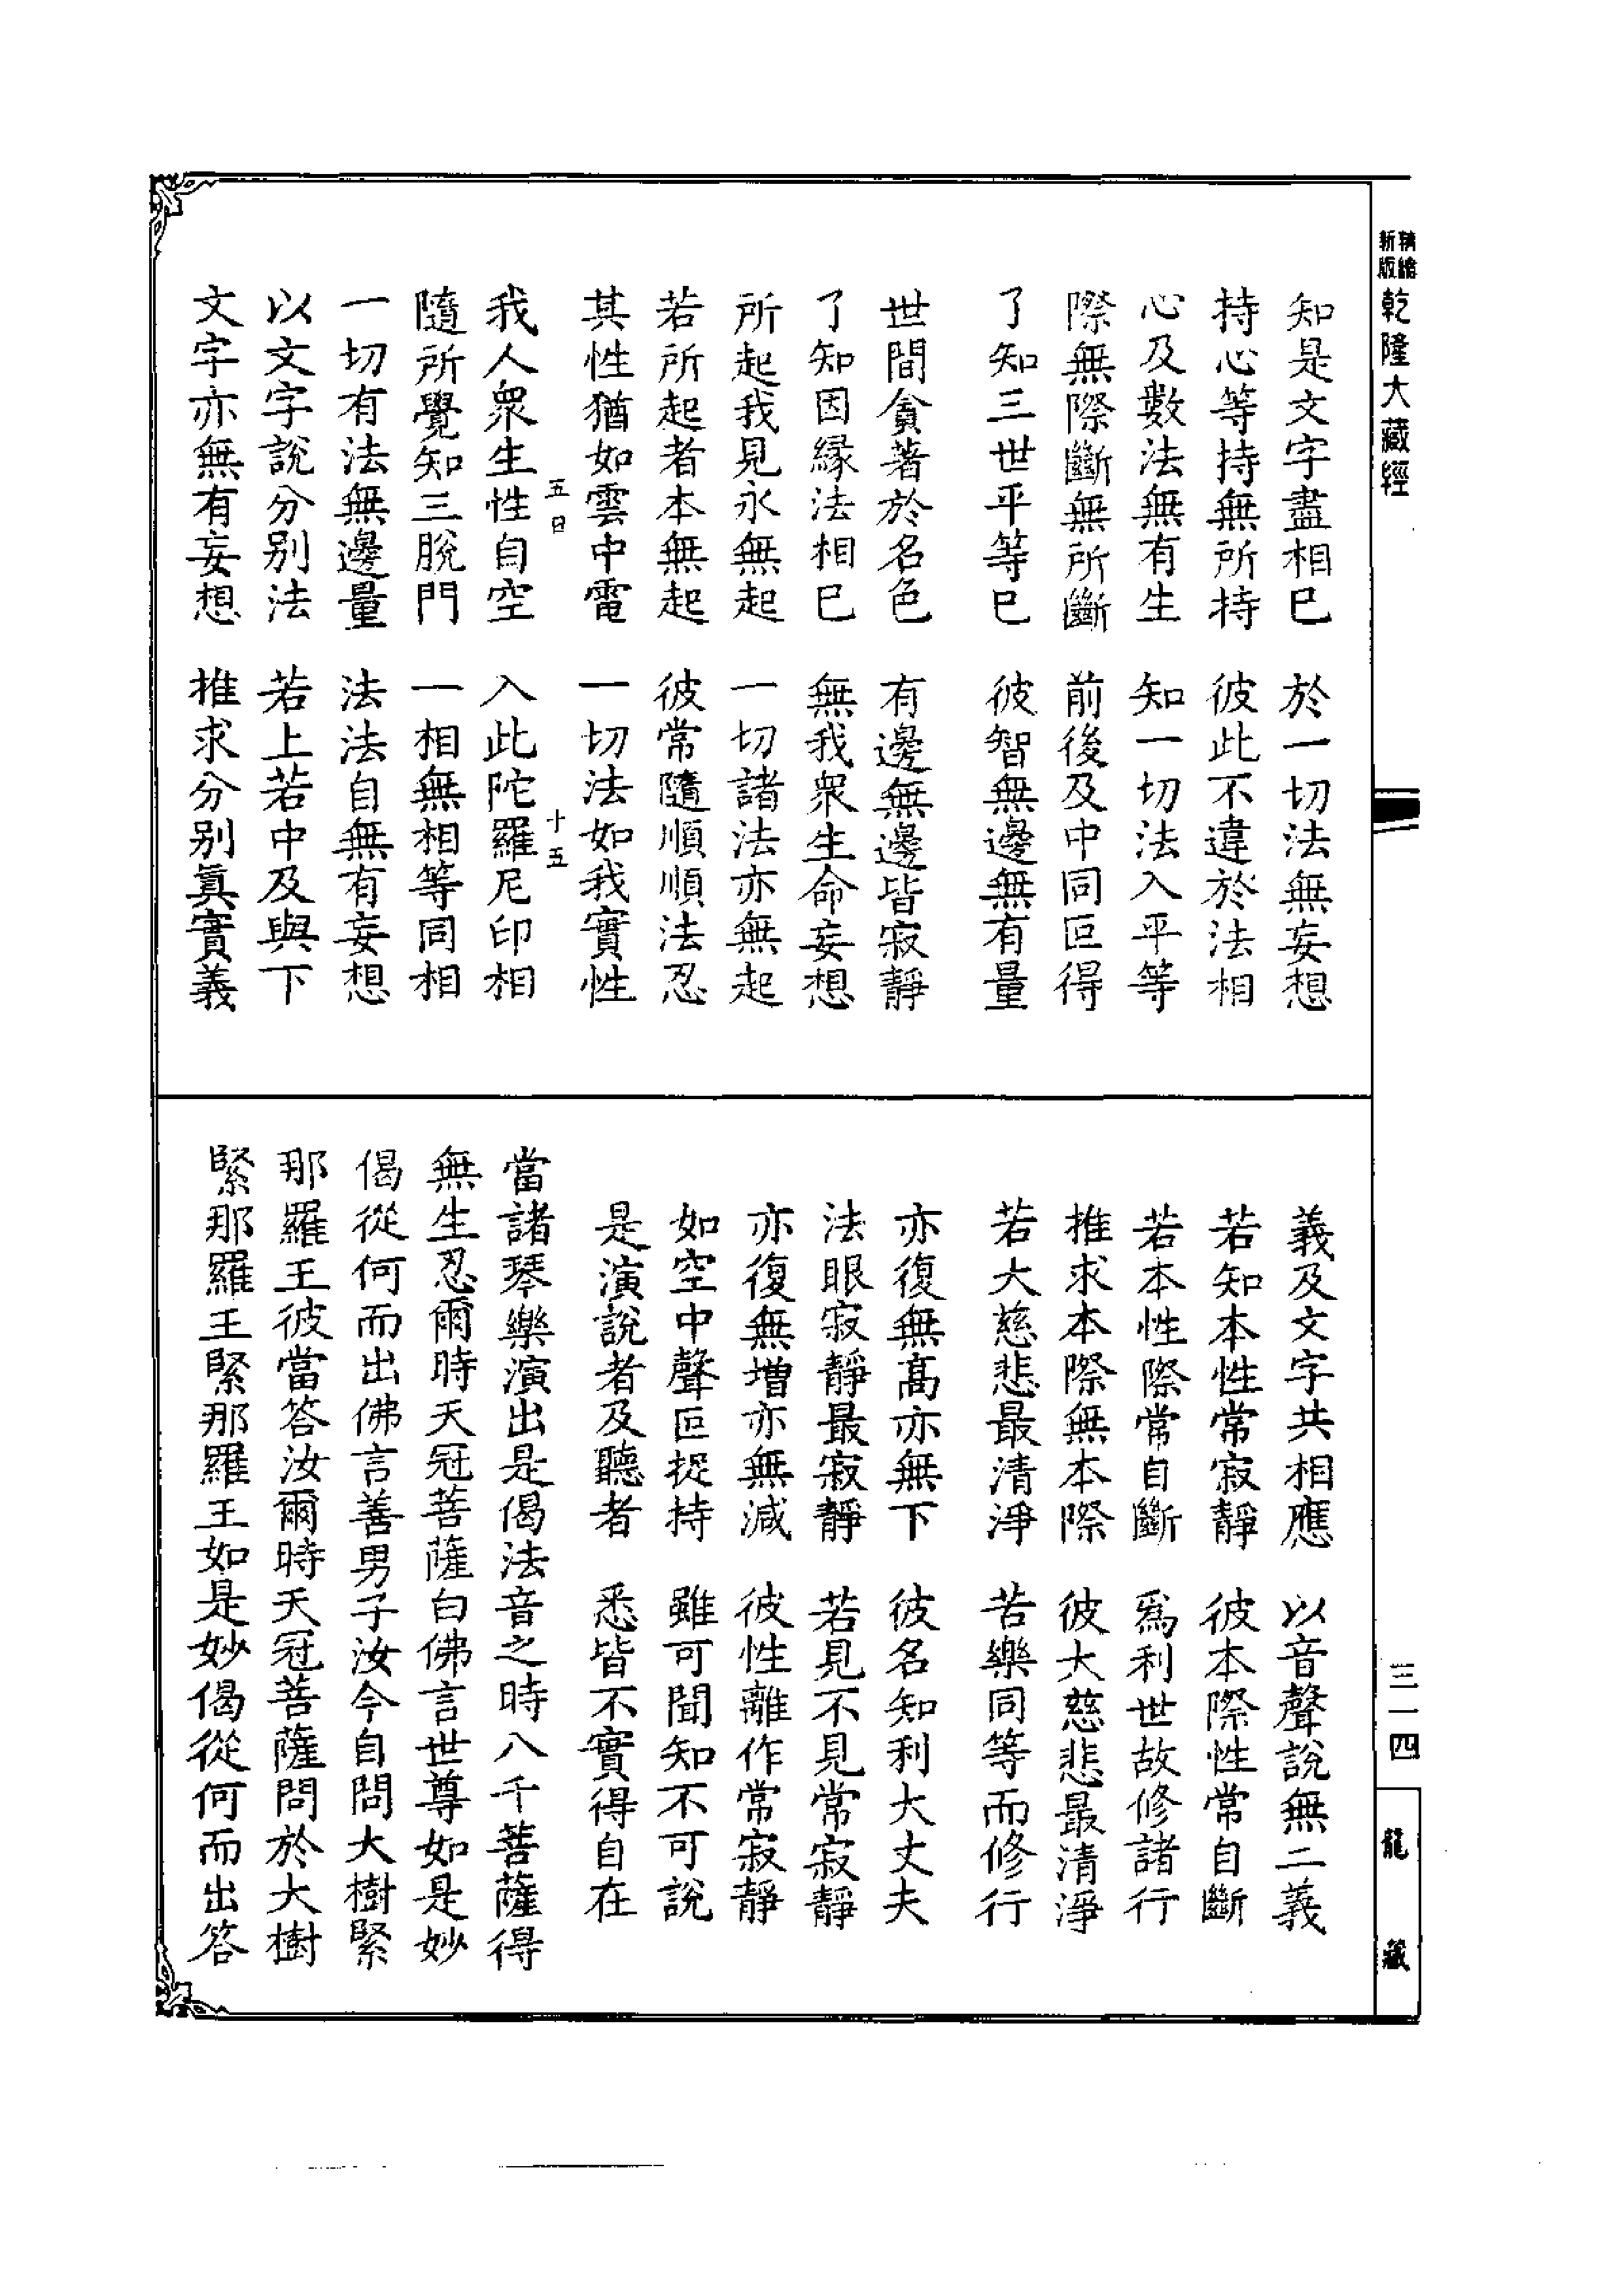 新版 精縮 乾隆大藏經
知是文字盡相巳 於一切法無妄想
持心等持無所持 彼此不違於法相
心及數法無有生 知一切法入平等
際無際斷無所斷 前後及中同叵得
了知三世平等巳 彼智無邊無有量
世間貪著於名色 有邊無邊皆寂靜
了知因緣法相巳 無我衆生命妄想
所起我見永無起 一切諸法亦無起
若所起者本無起 彼常隨順順法忍
其性猶如雲中電 一切法如我實性
五 十五
我人衆生性自空 入此陀羅尼印相
隨所覺知三脫門 一相無相等同相
一切有法無邊量 法法自無有妄想
以文字說分別法 若上若中及與下
文字亦無有妄想 推求分別眞實義
義及文字共相應 以音聲說無二義
若知本性常寂靜 彼本際性常自斷
若本性際常自斷 爲利世故修諸行
推求本際無本際 彼大慈悲最清淨
若大慈悲最清淨 苦樂同等而修行
亦復無高亦無下 彼名知利大丈夫
法眼寂靜最寂靜 若見不見常寂靜
亦復無增亦無減 彼性離作常寂靜
如空中聲叵捉持 雖可聞知不可說
是演說者及聽者 悉皆不實得自在
當諸琴樂演出是偈法音之時八千菩薩得
無生忍爾時天冠菩薩白佛言世尊如是妙
偈從何而出佛言善男子汝今自問大樹緊
那羅王彼當答汝爾時天冠菩薩問於大樹
緊那羅王緊那羅王如是妙偈從何而出答
三一四
龍藏